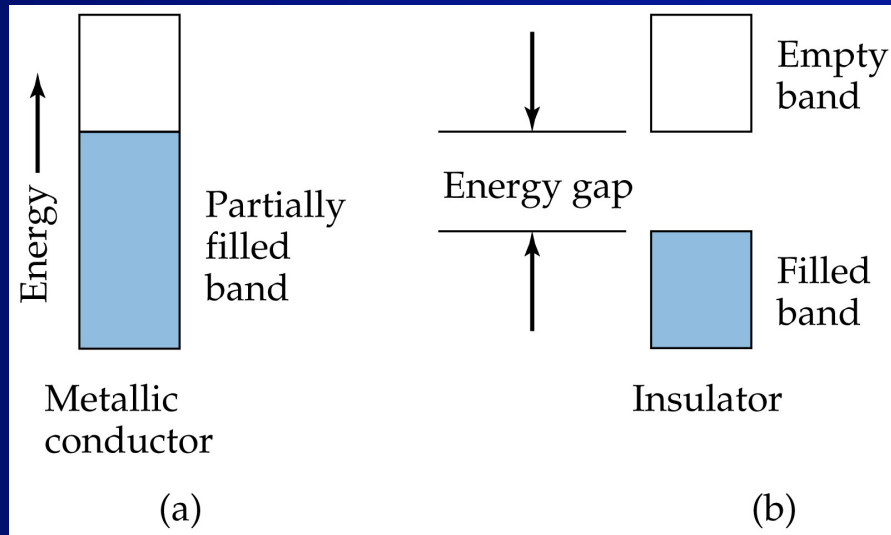 Energy
Partially
filled
band
Metallic
conductor
(a)
Empty
band
Energy gap
Filled
band
Insulator
(b)